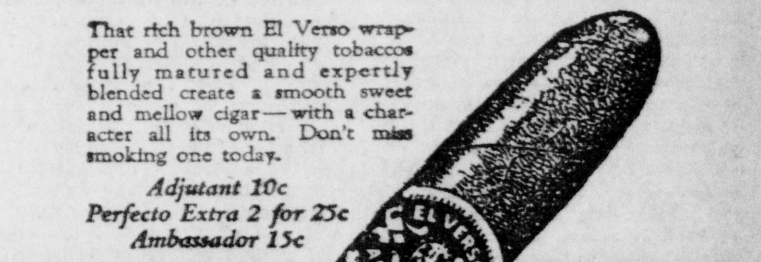 That rich brown El Verso wrap-
per and other quality tobaccos
fully matured and expertly
blended create a smooth sweet
and mellow cigar—with a char-
acter all its own. Don't miss
smoking one today.
Adjutant 10c
Perfecto Extra 2 for 25c
Ambassador 15c
EL VERS